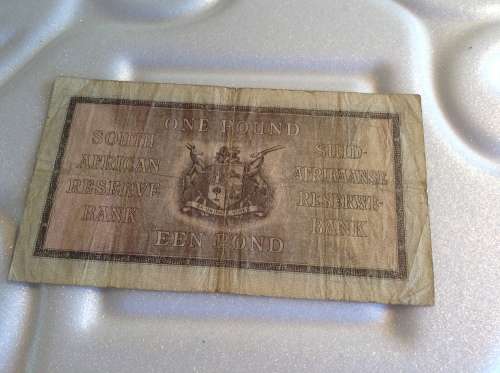 ONE POUND
SOUTH
AFRICAN
RESERVE
BANK
SUID-
AFRIKAANSE
RESERWE-
BANK
EEN POND